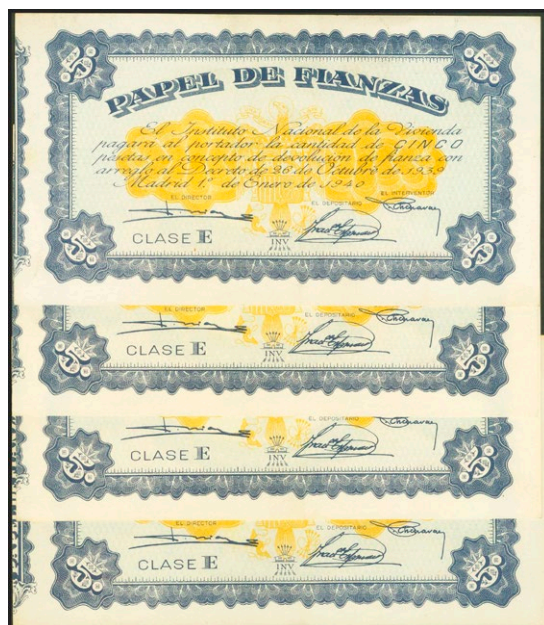 5 5
PAPEL DE FIANZAS
El Instituto Nacional de la Vivienda
pagará al portador la cantidad de CINCO
pesetas en concepto de devolución de fianza con
arreglo al Decreto de 26 de Octubre de 1939
Madrid 1º de Enero de 1940
EL DIRECTOR EL DEPOSITARIO EL INTERVENTOR
CLASE E INV
5 5
EL DIRECTOR EL DEPOSITARIO
CLASE E INV
5 5
EL DEPOSITARIO
CLASE E INV
5 5
EL DIRECTOR EL DEPOSITARIO
CLASE E INV
5 5